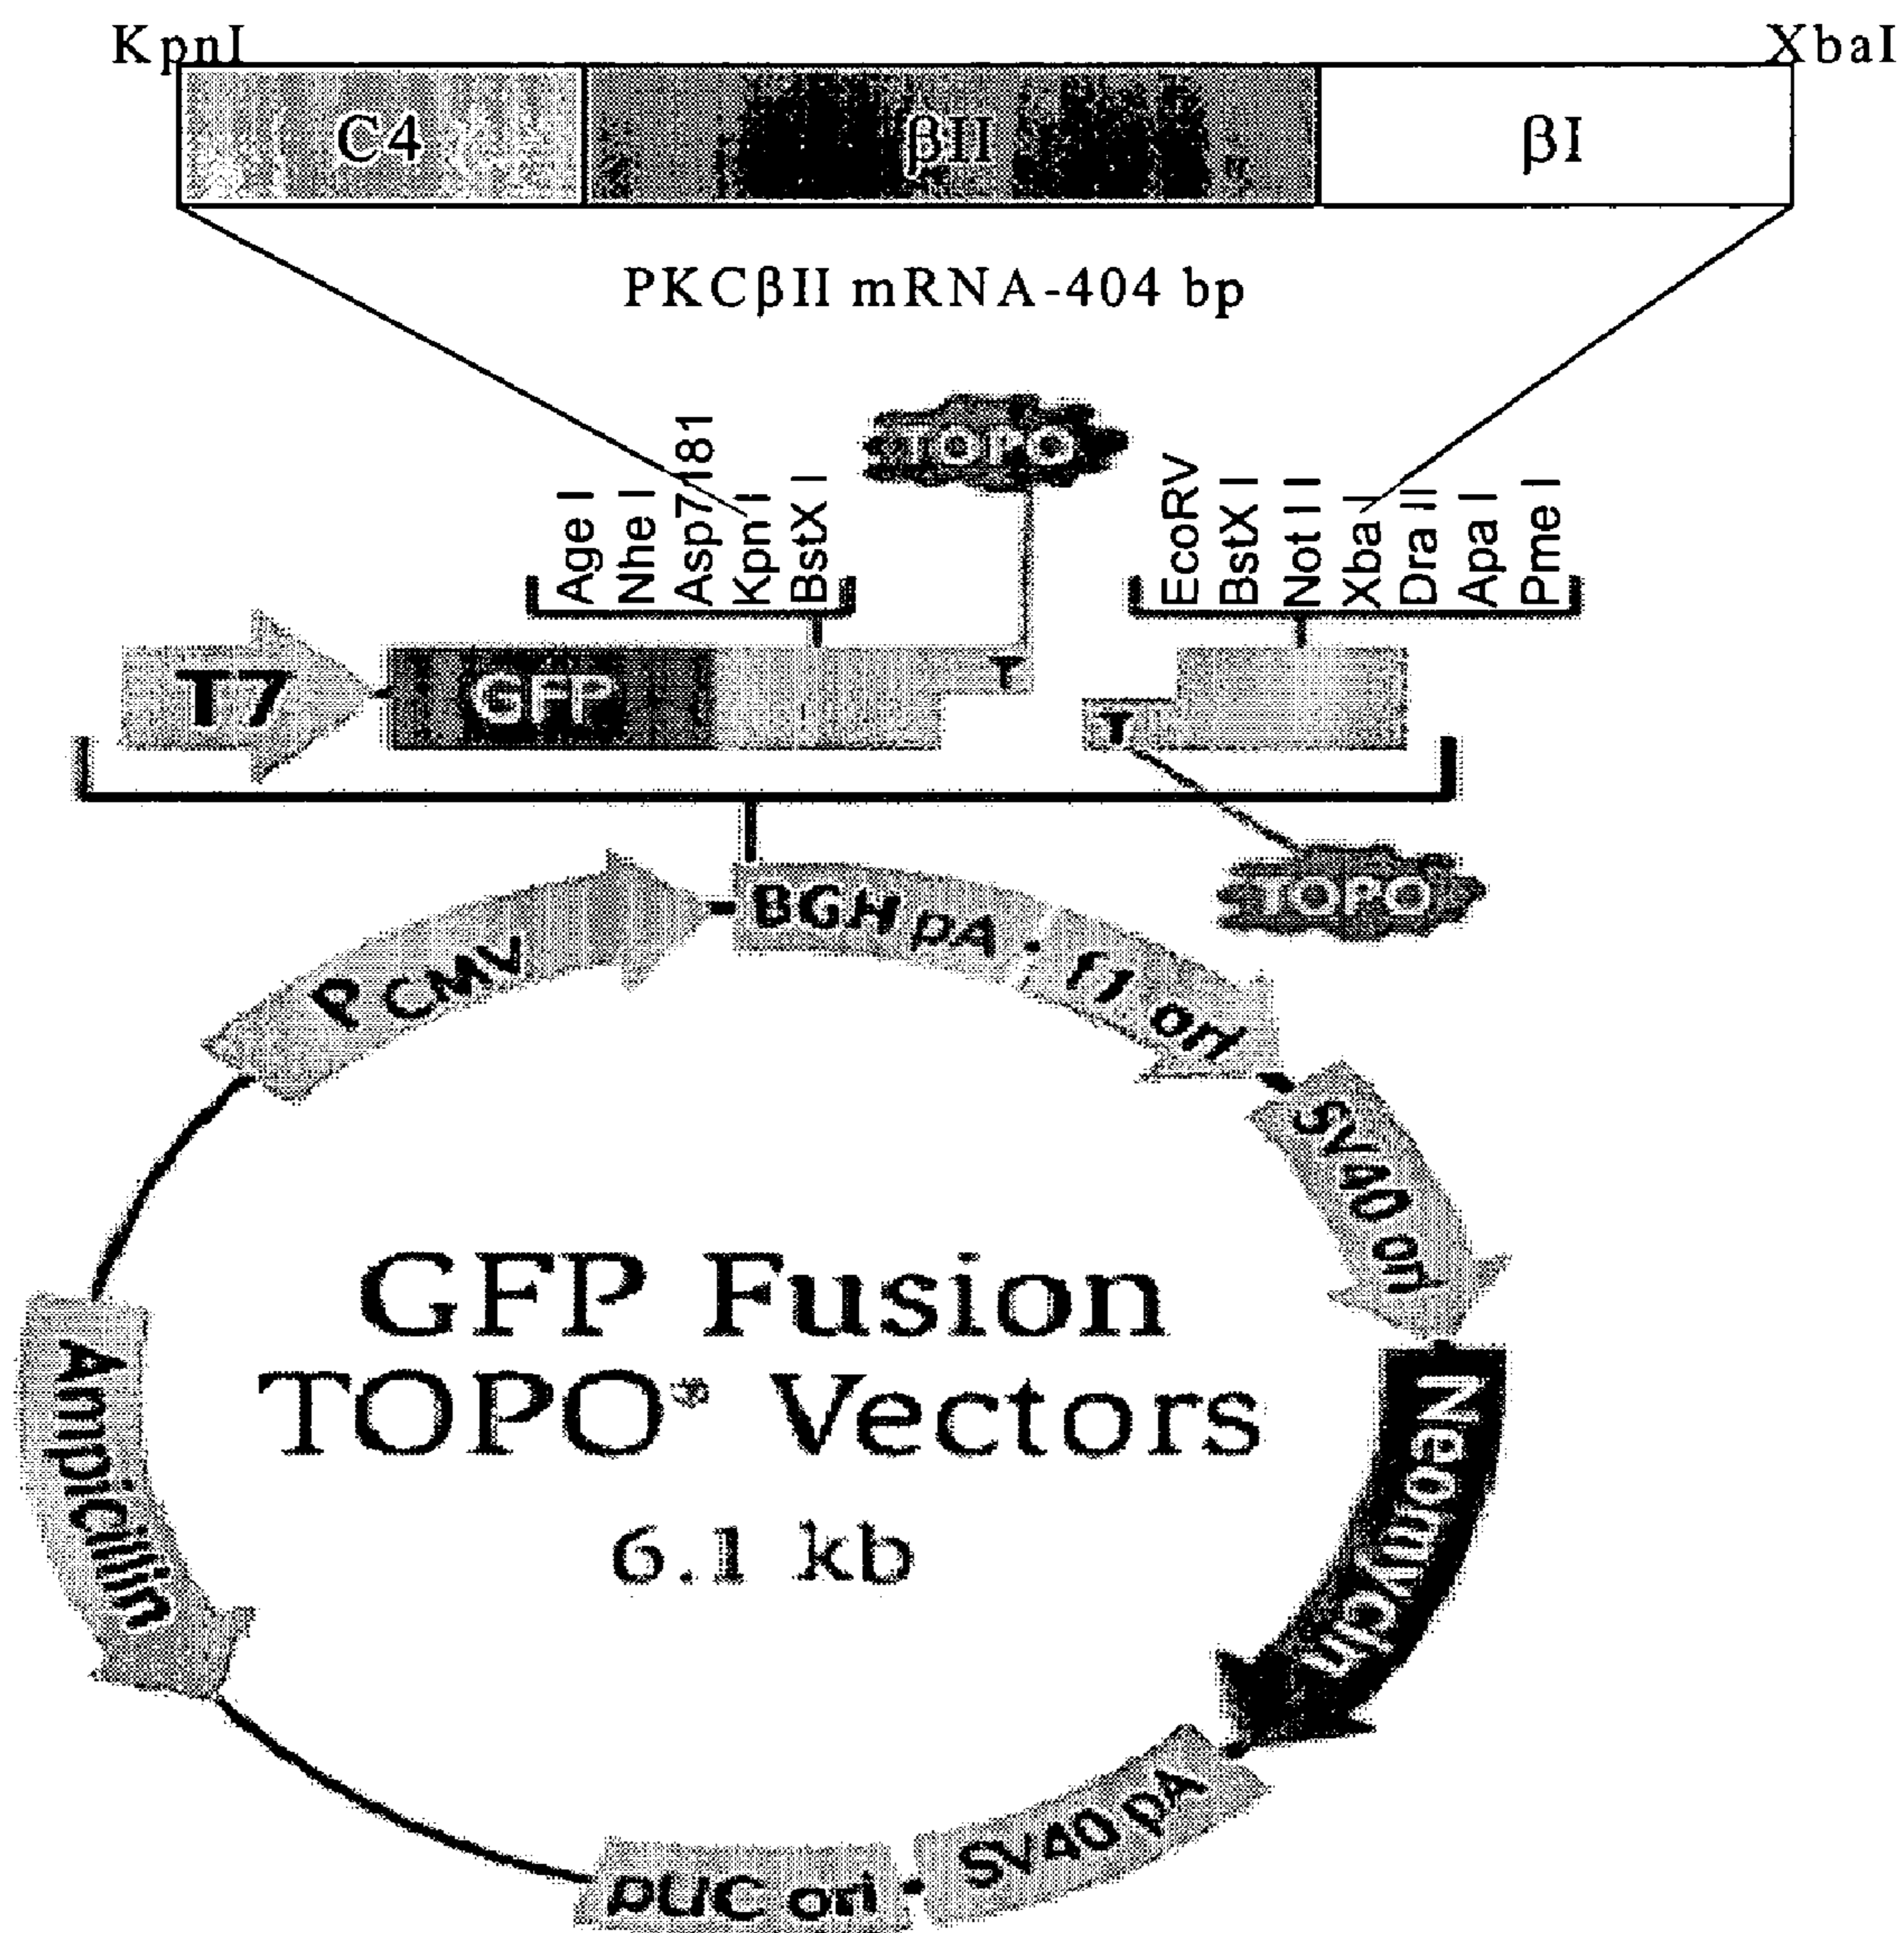 KpnI
XbaI
C4
βII
βI
PKCβII mRNA-404 bp
TOPO
Age I
Nhe I
Asp7181
Kpn I
BstX I
EcoRV
BstX I
Not I I
Xba I
Dra II
Apa I
Pme I
T7
GFP
T
T
TOPO
P CMV
BGH pA
f1 ori
SV40 ori
Neomycin
SV40 pA
pUC ori
Ampicillin
GFP Fusion
TOPO® Vectors
6.1 kb